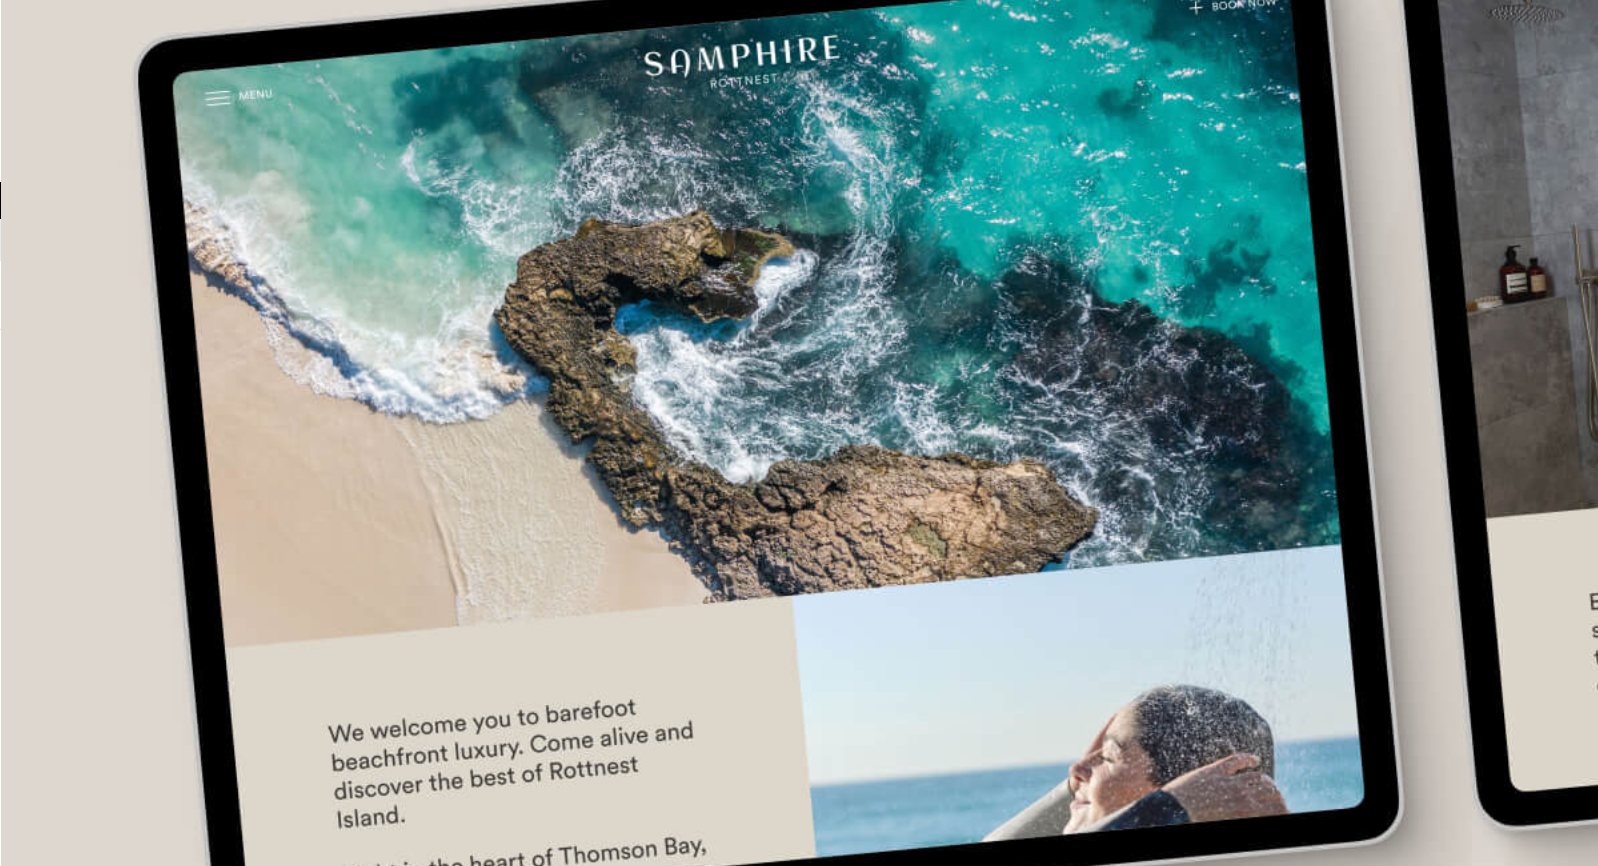 BOOK NOW
SAMPHIRE
ROTTNEST
MENU
We welcome you to barefoot
beachfront luxury. Come alive and
discover the best of Rottnest
Island.
in the heart of Thomson Bay,